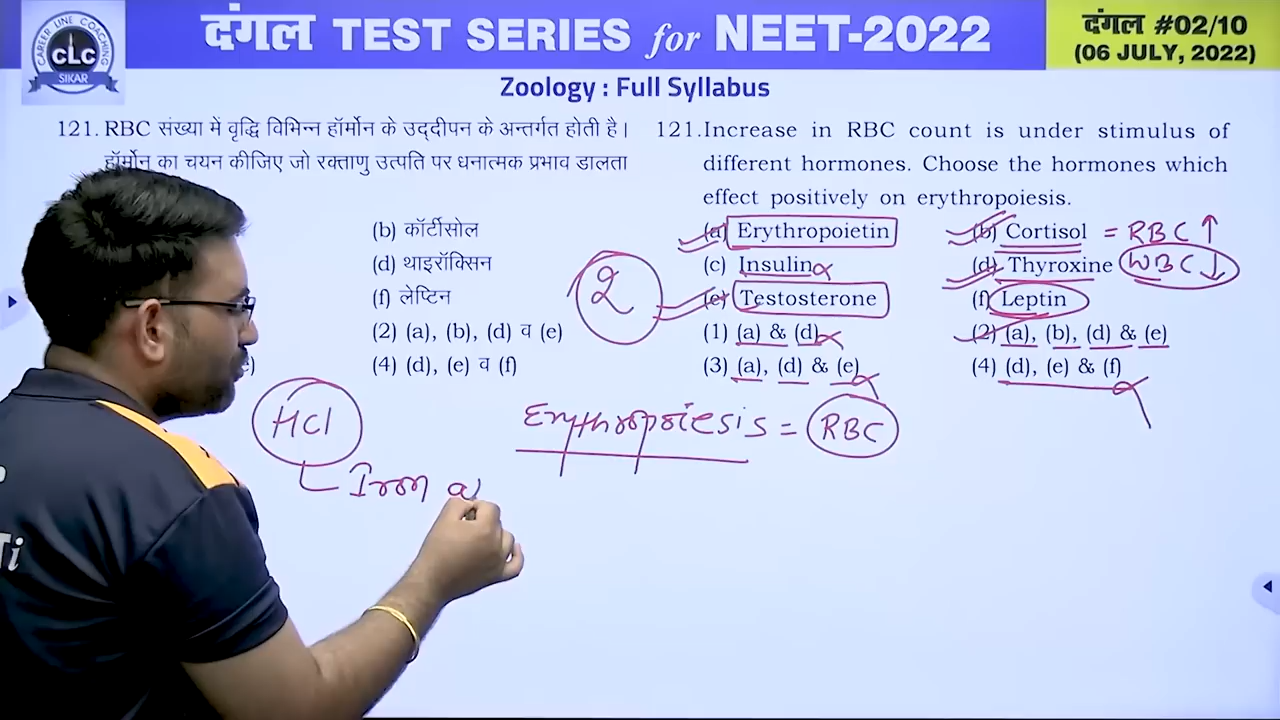 CAREER LINE COACHING
CLC
SIKAR
दंगल TEST SERIES for NEET-2022
दंगल #02/10
(06 JULY, 2022)
Zoology : Full Syllabus
121. RBC संख्या में वृद्धि विभिन्न हॉर्मोन के उद्दीपन के अन्तर्गत होती है।
हॉर्मोन का चयन कीजिए जो रक्ताणु उत्पति पर धनात्मक प्रभाव डालता
(b) कॉर्टीसोल
(d) थाइरॉक्सिन
(f) लेप्टिन
(2) (a), (b), (d) व (e)
e) (4) (d), (e) व (f)
121.Increase in RBC count is under stimulus of
different hormones. Choose the hormones which
effect positively on erythropoiesis.
(a) Erythropoietin (b) Cortisol = RBC ↑
(c) Insulin (d) Thyroxine WBC ↓
(e) Testosterone (f) Leptin
(1) (a) & (d) (2) (a), (b), (d) & (e)
(3) (a), (d) & (e) (4) (d), (e) & (f)
2
Erythropoiesis = RBC
HCl
Iron
Ti